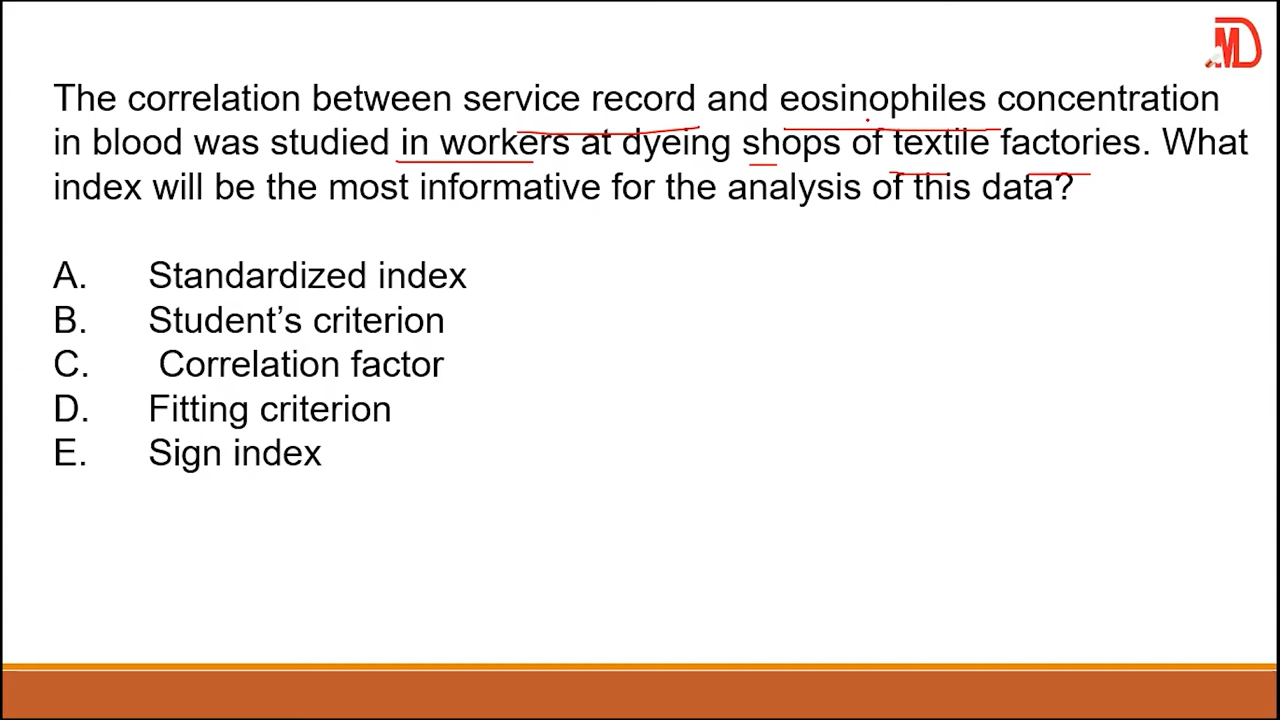 MD
The correlation between service record and eosinophiles concentration
in blood was studied in workers at dyeing shops of textile factories. What
index will be the most informative for the analysis of this data?
A. Standardized index
B. Student’s criterion
C. Correlation factor
D. Fitting criterion
E. Sign index